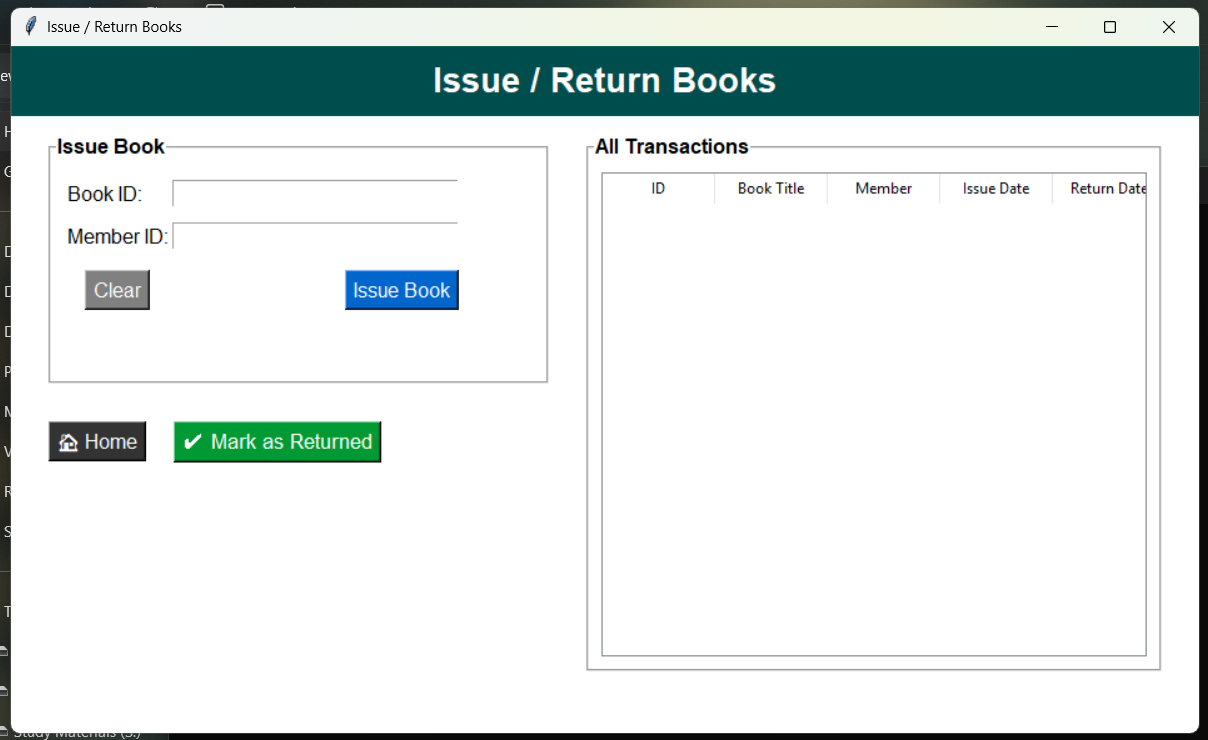 Issue / Return Books
Issue / Return Books
Issue Book
Book ID:
Member ID:
Clear
Issue Book
🏠 Home
✔ Mark as Returned
All Transactions
ID Book Title Member Issue Date Return Date
Study Materials (S:)